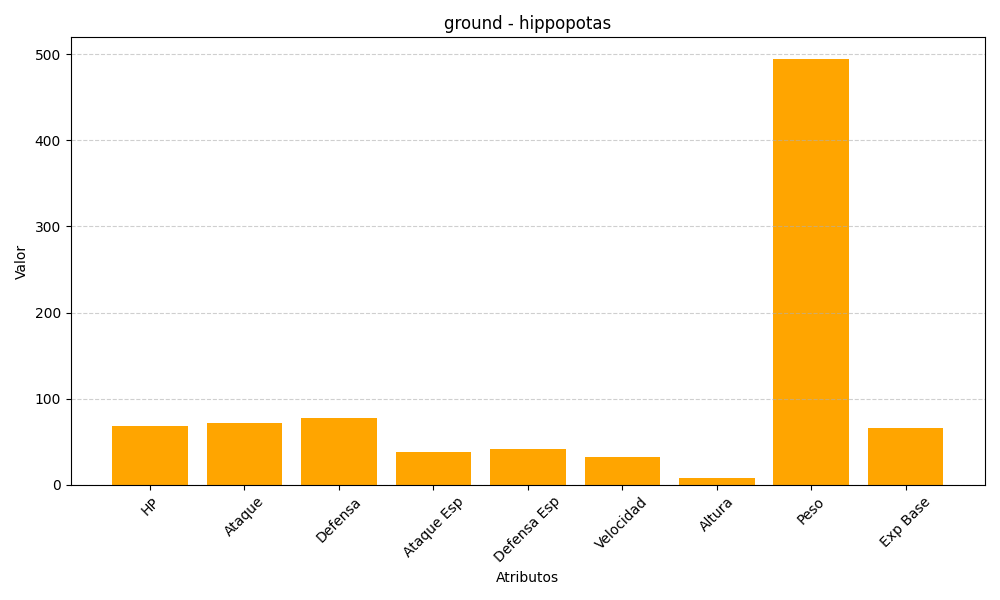 ground - hippopotas
Valor
500
400
300
200
100
0
HP
Ataque
Defensa
Ataque Esp
Defensa Esp
Velocidad
Altura
Peso
Exp Base
Atributos